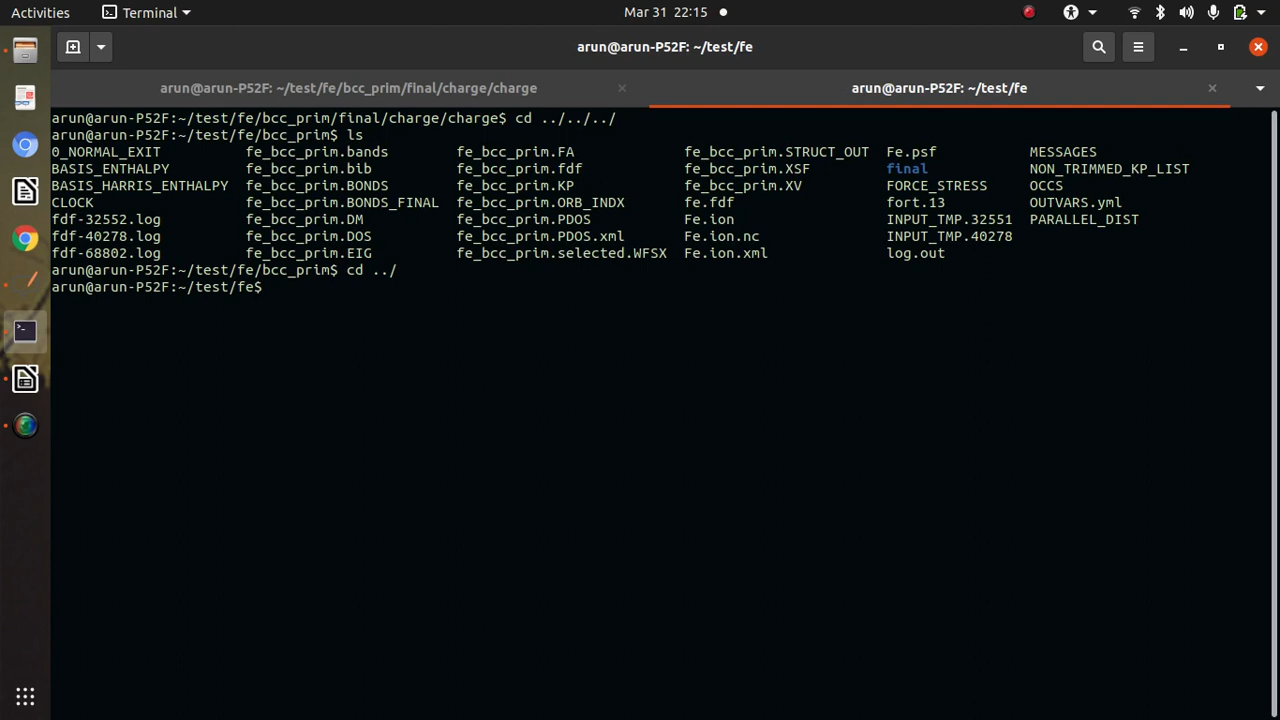 Activities Terminal Mar 31 22:15
arun@arun-P52F: ~/test/fe
arun@arun-P52F: ~/test/fe/bcc_prim/final/charge/charge arun@arun-P52F: ~/test/fe
arun@arun-P52F:~/test/fe/bcc_prim/final/charge/charge$ cd ../../../
arun@arun-P52F:~/test/fe/bcc_prim$ ls
0_NORMAL_EXIT fe_bcc_prim.bands fe_bcc_prim.FA fe_bcc_prim.STRUCT_OUT Fe.psf MESSAGES
BASIS_ENTHALPY fe_bcc_prim.bib fe_bcc_prim.fdf fe_bcc_prim.XSF final NON_TRIMMED_KP_LIST
BASIS_HARRIS_ENTHALPY fe_bcc_prim.BONDS fe_bcc_prim.KP fe_bcc_prim.XV FORCE_STRESS OCCS
CLOCK fe_bcc_prim.BONDS_FINAL fe_bcc_prim.ORB_INDX fe.fdf fort.13 OUTVARS.yml
fdf-32552.log fe_bcc_prim.DM fe_bcc_prim.PDOS Fe.ion INPUT_TMP.32551 PARALLEL_DIST
fdf-40278.log fe_bcc_prim.DOS fe_bcc_prim.PDOS.xml Fe.ion.nc INPUT_TMP.40278
fdf-68802.log fe_bcc_prim.EIG fe_bcc_prim.selected.WFSX Fe.ion.xml log.out
arun@arun-P52F:~/test/fe/bcc_prim$ cd ../
arun@arun-P52F:~/test/fe$